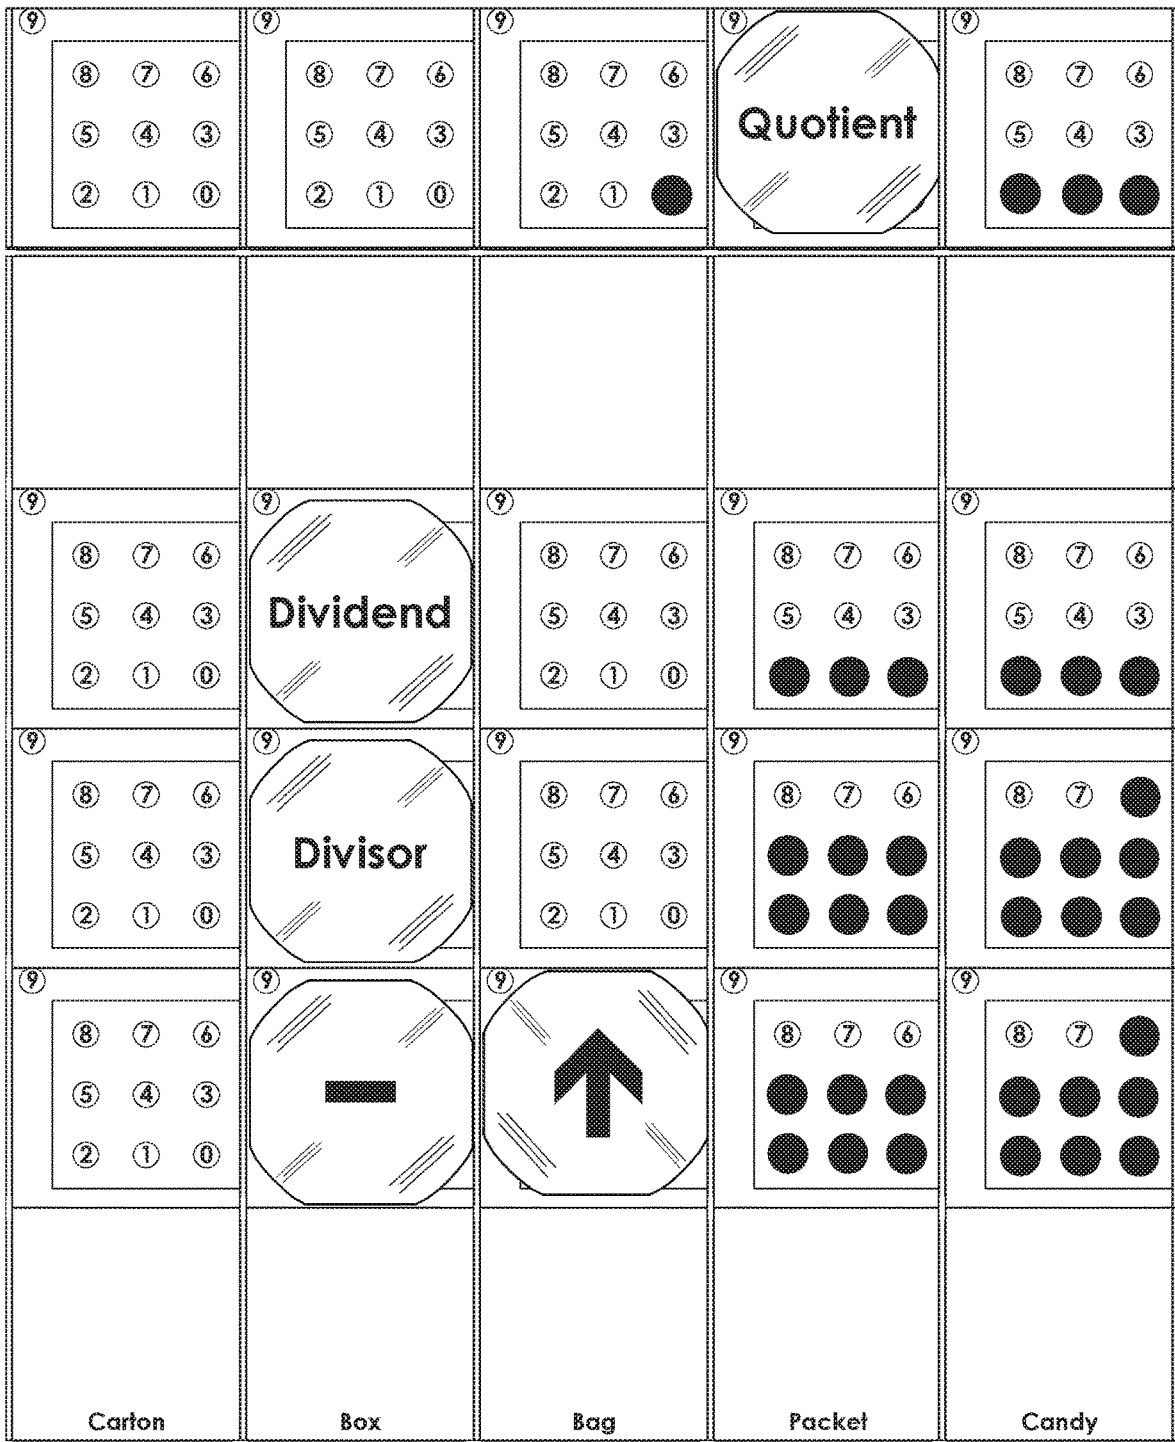 9 9 9 9 9
8 7 6 8 7 6 8 7 6 8 7 6
5 4 3 5 4 3 5 4 3 Quotient 5 4 3
2 1 0 2 1 0 2 1
9 9 9 9 9
8 7 6 8 7 6 8 7 6 8 7 6
5 4 3 Dividend 5 4 3 5 4 3 5 4 3
2 1 0 2 1 0
9 9 9 9 9
8 7 6 8 7 6 8 7 6 8 7
5 4 3 Divisor 5 4 3
2 1 0 2 1 0
9 9 9 9 9
8 7 6 8 7 6 8 7
5 4 3 −
2 1 0
Carton Box Bag Packet Candy